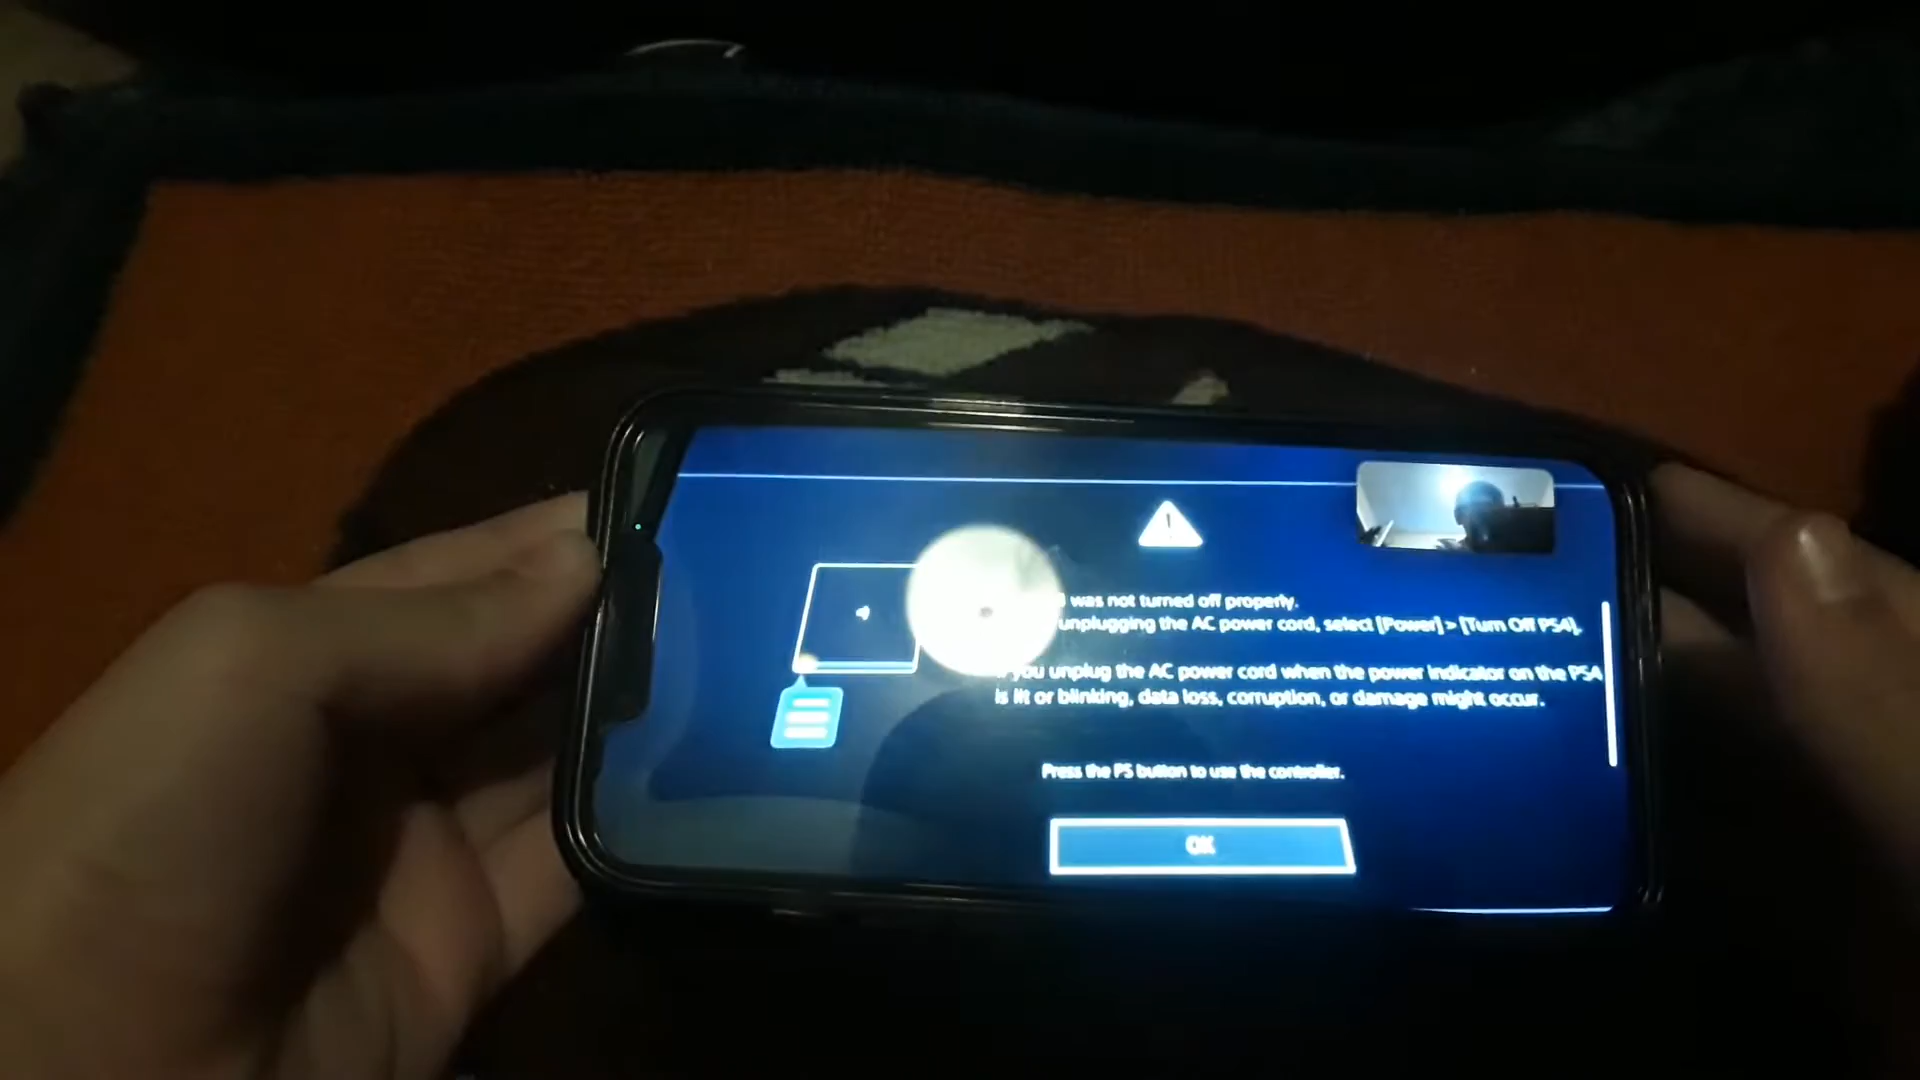 was not turned off properly.
unplugging the AC power cord, select [Power] > [Turn Off PS4].
you unplug the AC power cord when the power indicator on the PS4
is lit or blinking, data loss, corruption, or damage might occur.
Press the PS button to use the controller.
OK